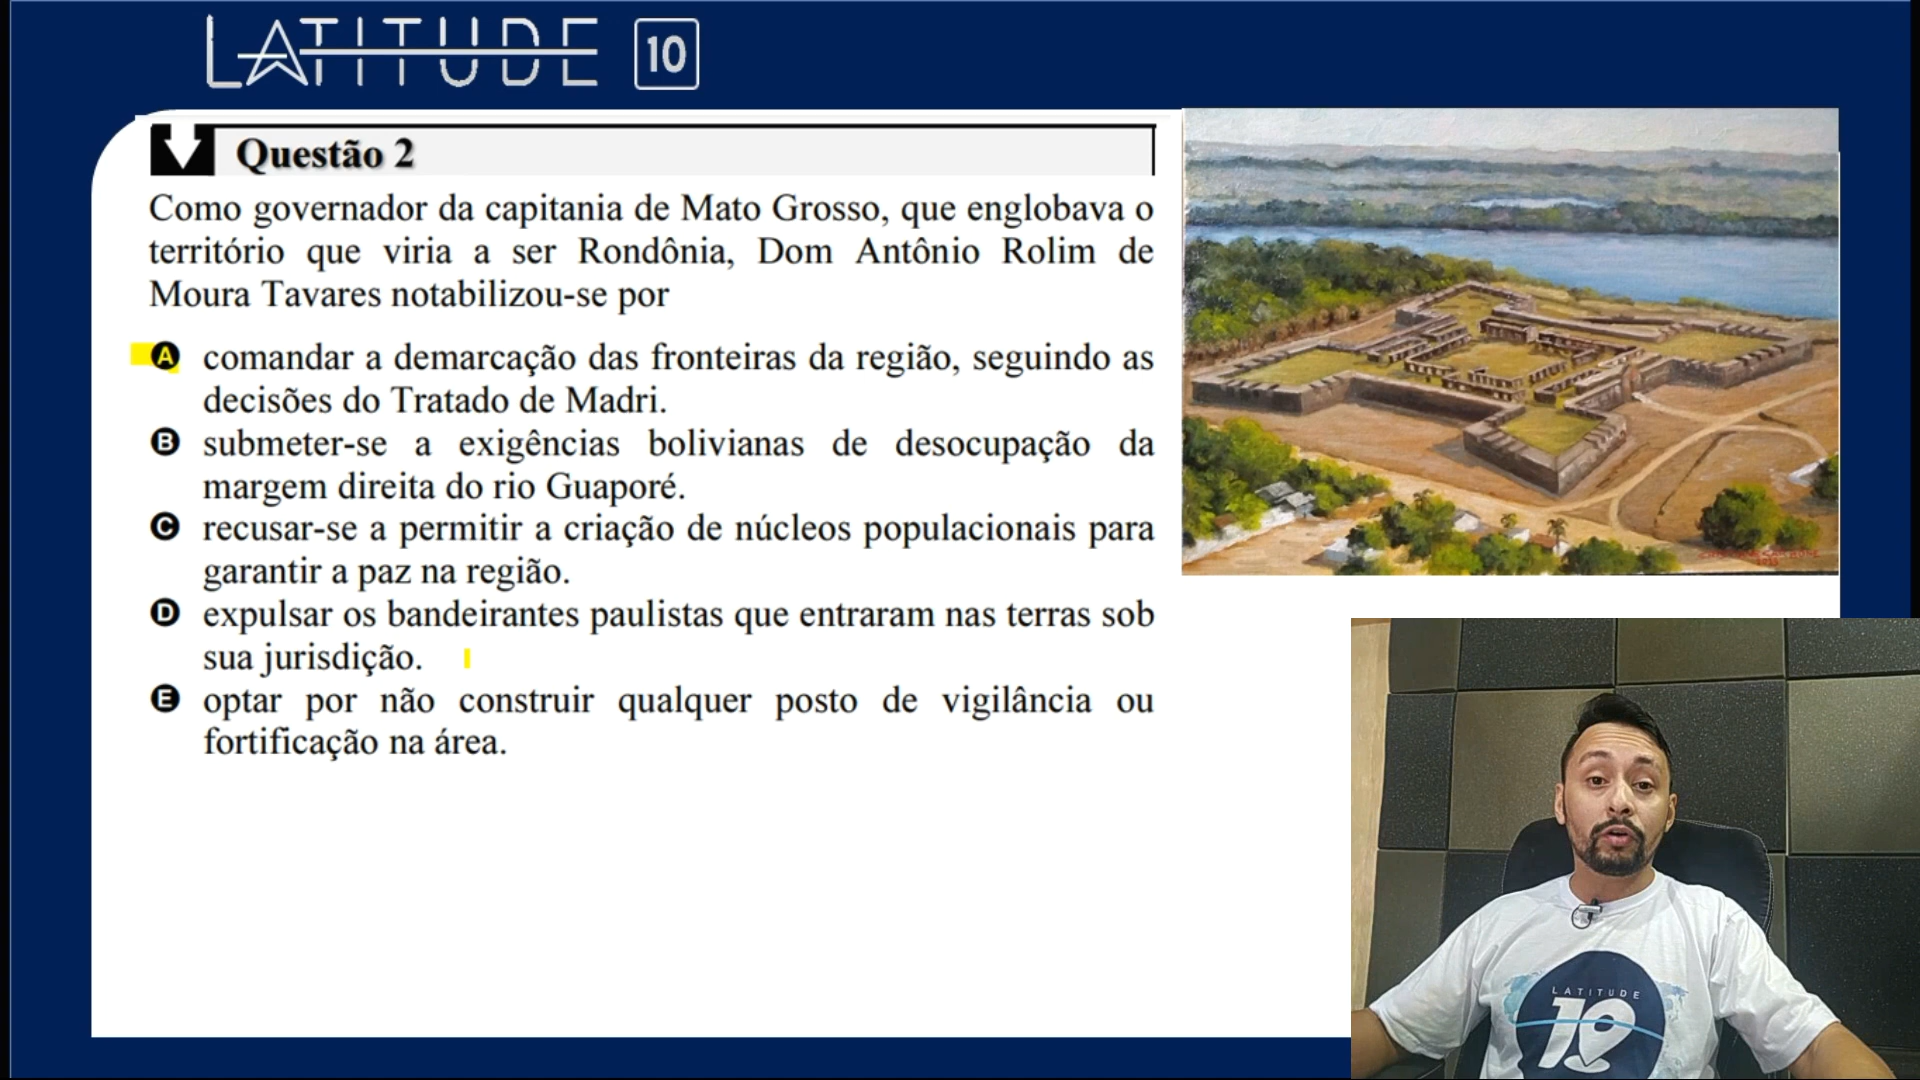 LATITUDE 10
Questão 2
Como governador da capitania de Mato Grosso, que englobava o
território que viria a ser Rondônia, Dom Antônio Rolim de
Moura Tavares notabilizou-se por
A comandar a demarcação das fronteiras da região, seguindo as
decisões do Tratado de Madri.
B submeter-se a exigências bolivianas de desocupação da
margem direita do rio Guaporé.
C recusar-se a permitir a criação de núcleos populacionais para
garantir a paz na região.
D expulsar os bandeirantes paulistas que entraram nas terras sob
sua jurisdição.
E optar por não construir qualquer posto de vigilância ou
fortificação na área.
LATITUDE
10